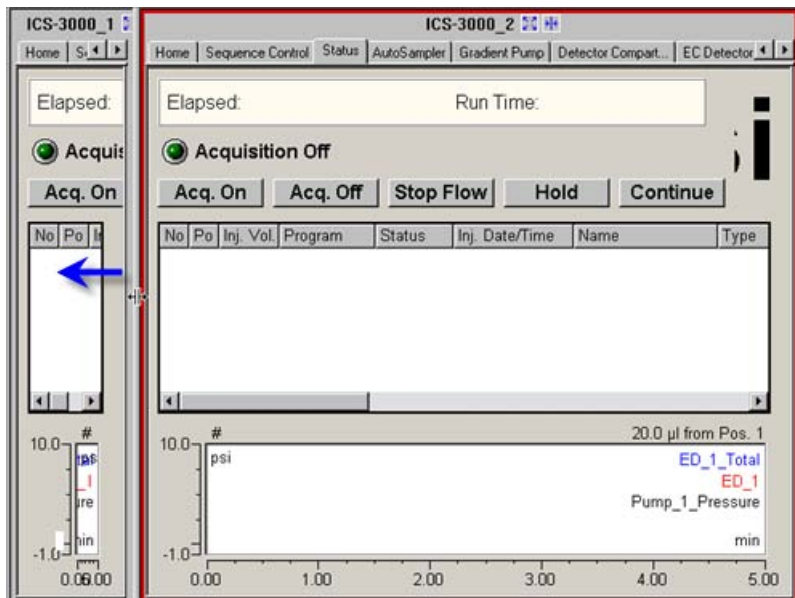 ICS-3000_1
Home
Elapsed:
Acquis
Acq. On
No Po
10.0
#
-1.0
ICS-3000_2
Home Sequence Control Status AutoSampler Gradient Pump Detector Compart... EC Detector
Elapsed: Run Time:
Acquisition Off
Acq. On Acq. Off Stop Flow Hold Continue
No Po Inj. Vol. Program Status Inj. Date/Time Name Type
# 20.0 µl from Pos. 1
10.0 psi ED_1_Total
ED_1
Pump_1_Pressure
-1.0 min
0.00 1.00 2.00 3.00 4.00 5.00